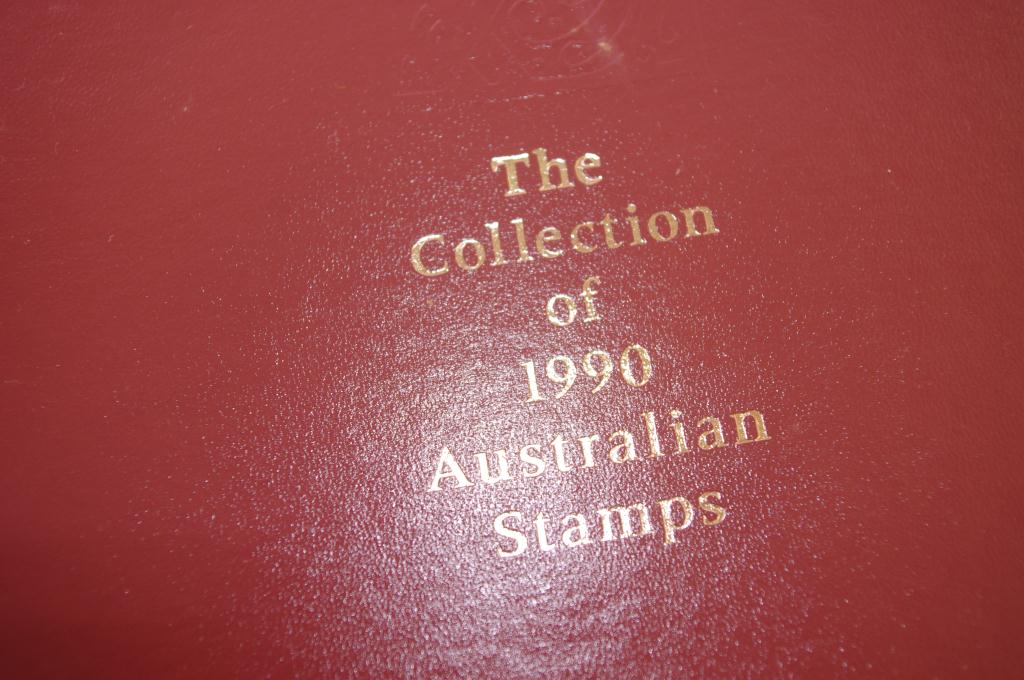 The
Collection
of
1990
Australian
Stamps